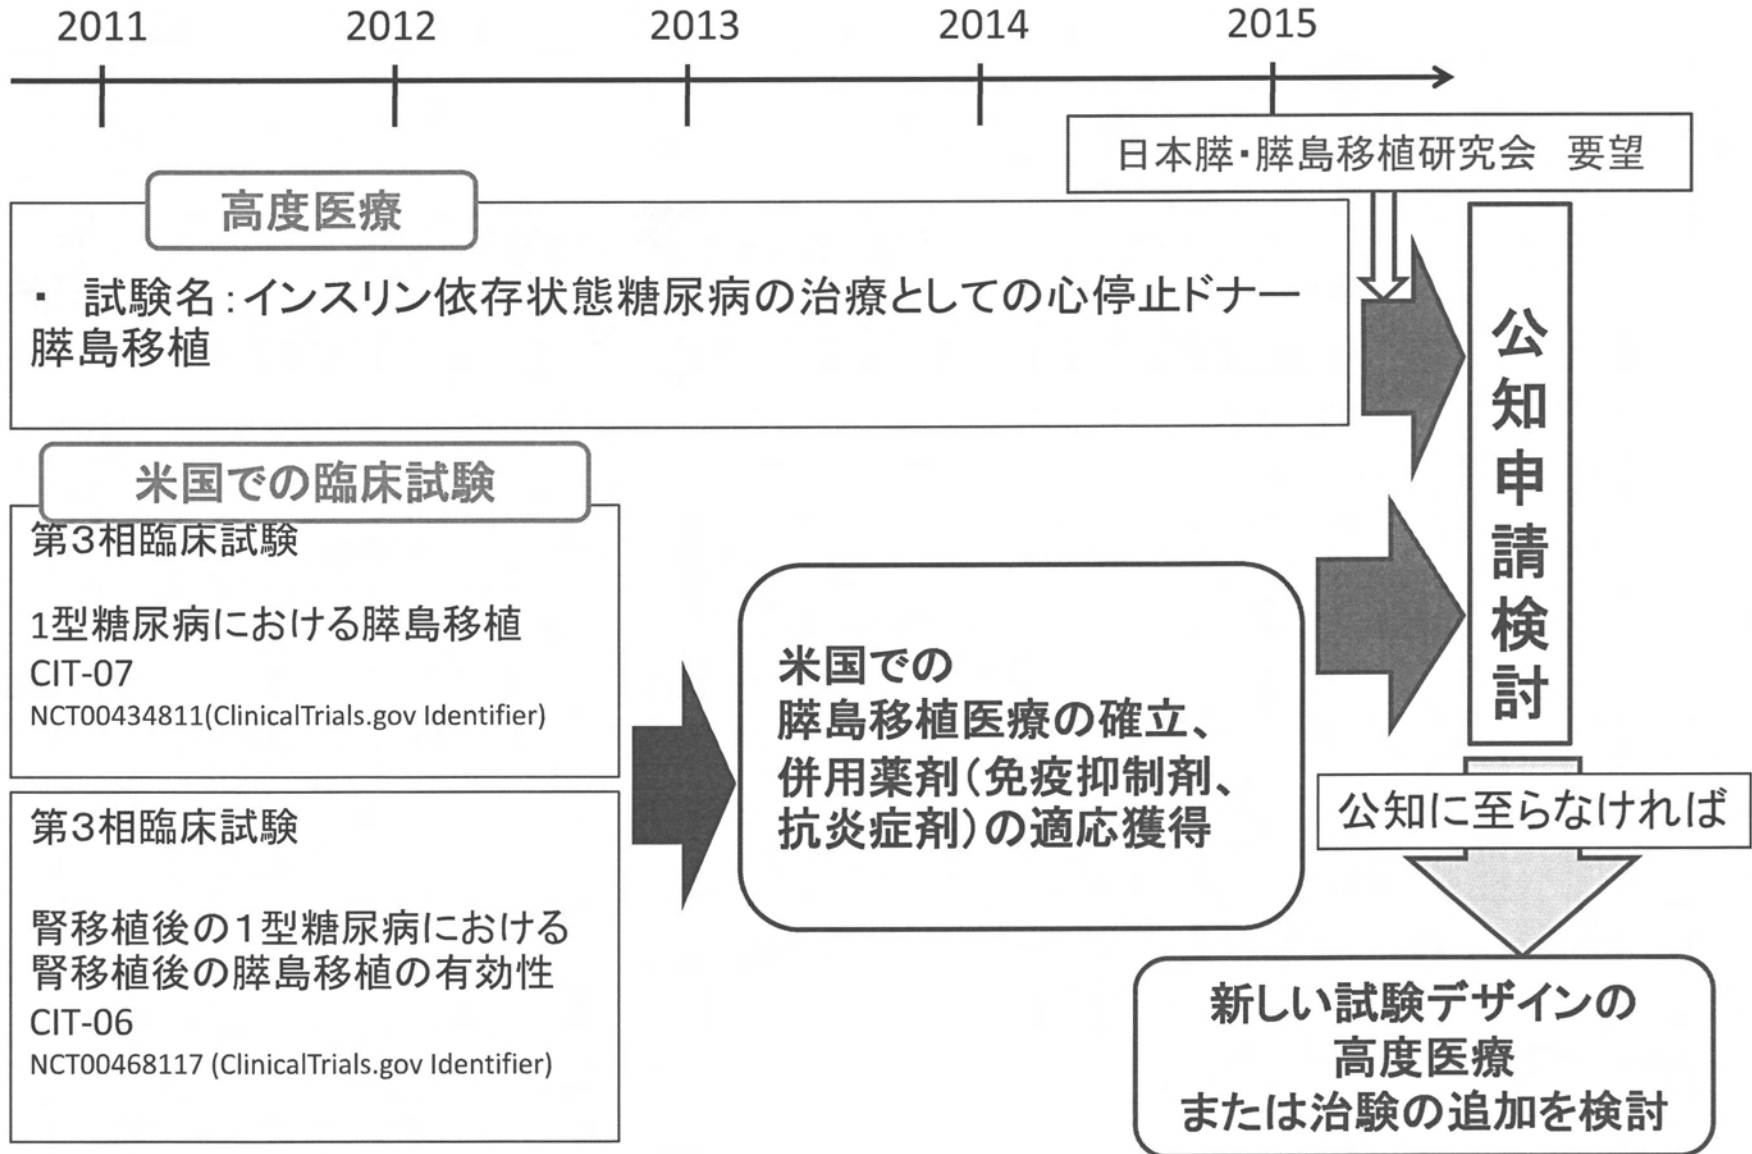 2011 2012 2013 2014 2015
日本膵・膵島移植研究会　要望
高度医療
・ 試験名：インスリン依存状態糖尿病の治療としての心停止ドナー
膵島移植
公知申請検討
米国での臨床試験
第3相臨床試験
1型糖尿病における膵島移植
CIT-07
NCT00434811(ClinicalTrials.gov Identifier)
第3相臨床試験
腎移植後の1型糖尿病における
腎移植後の膵島移植の有効性
CIT-06
NCT00468117 (ClinicalTrials.gov Identifier)
米国での
膵島移植医療の確立、
併用薬剤（免疫抑制剤、
抗炎症剤）の適応獲得
公知に至らなければ
新しい試験デザインの
高度医療
または治験の追加を検討